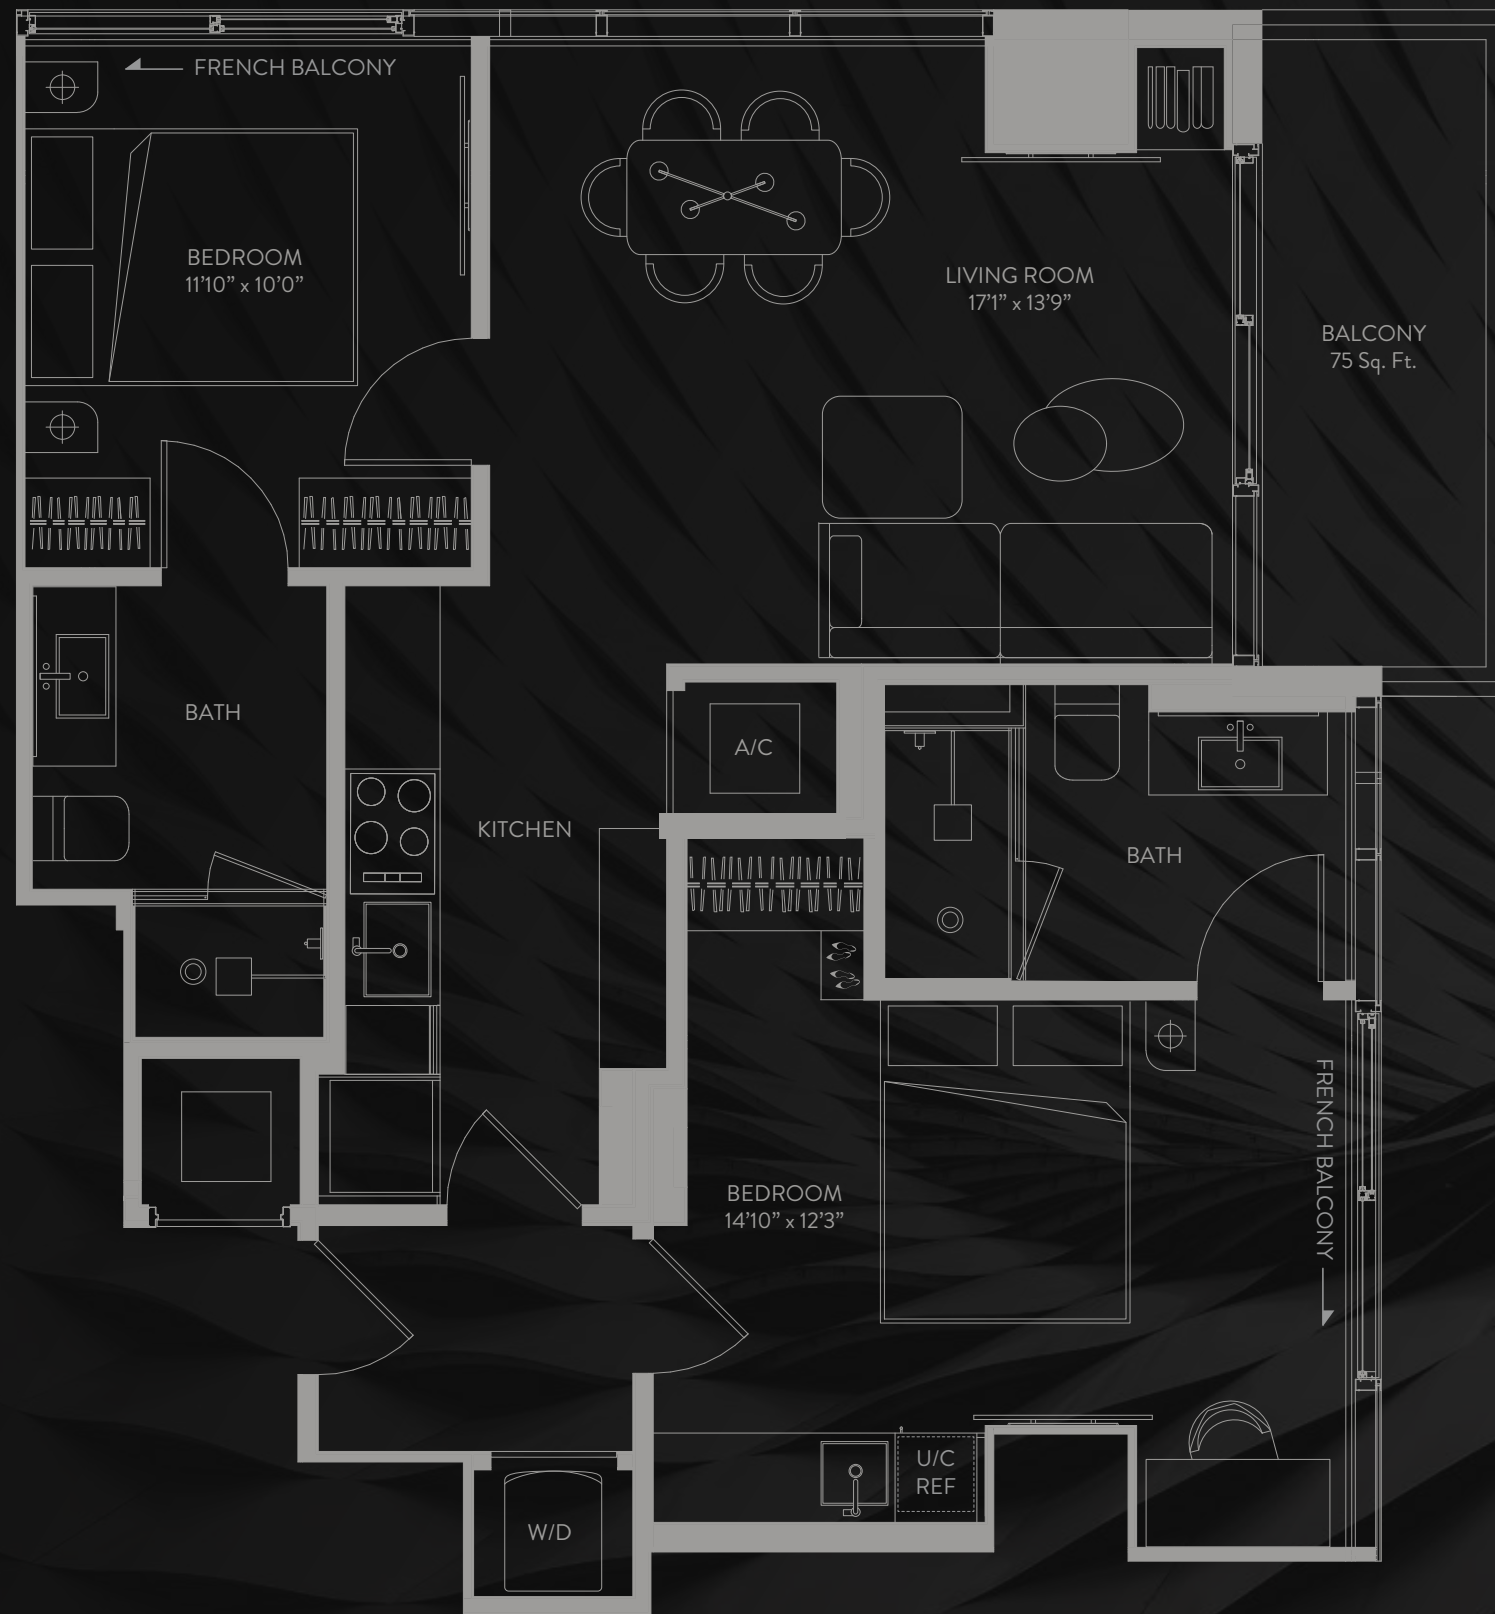 FRENCH BALCONY
BEDROOM
11’10” x 10’0”
LIVING ROOM
17’1” x 13’9”
BALCONY
75 Sq. Ft.
BATH
A/C
KITCHEN
BATH
FRENCH BALCONY
BEDROOM
14’10” x 12’3”
U/C
REF
W/D